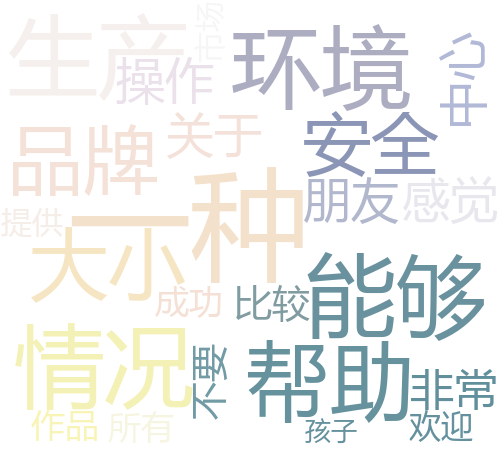 生产
市场
操作
环境
中心
品牌
关于
安全
一种
朋友
感觉
提供
大小
成功
比较
能够
情况
不要
帮助
非常
作品
所有
孩子
欢迎